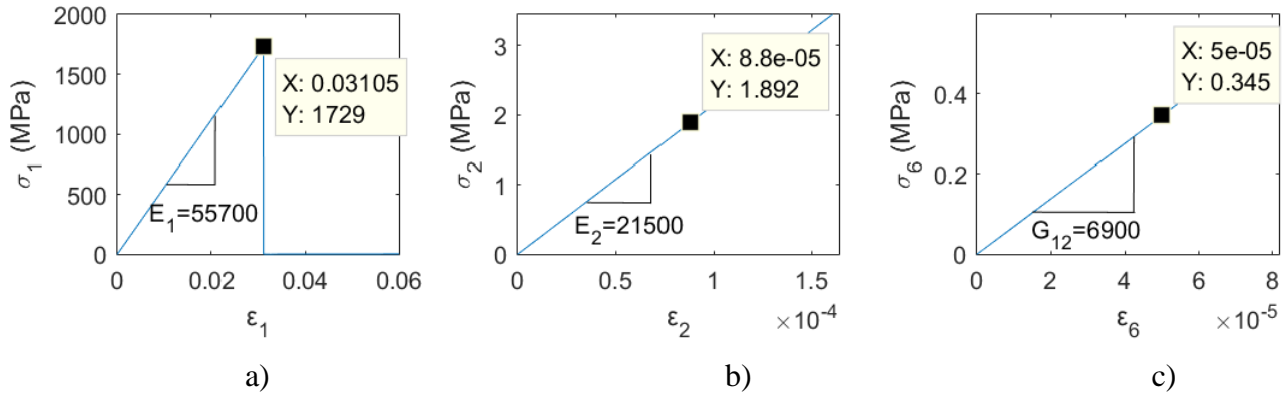 2000
1500
1000
500
0
σ1 (MPa)
X: 0.03105
Y: 1729
E1=55700
0 0.02 0.04 0.06
ε1
a)
3
2
1
0
σ2 (MPa)
X: 8.8e-05
Y: 1.892
E2=21500
0 0.5 1 1.5
ε2 ×10-4
b)
0.4
0.2
0
σ6 (MPa)
X: 5e-05
Y: 0.345
G12=6900
0 2 4 6 8
ε6 ×10-5
c)